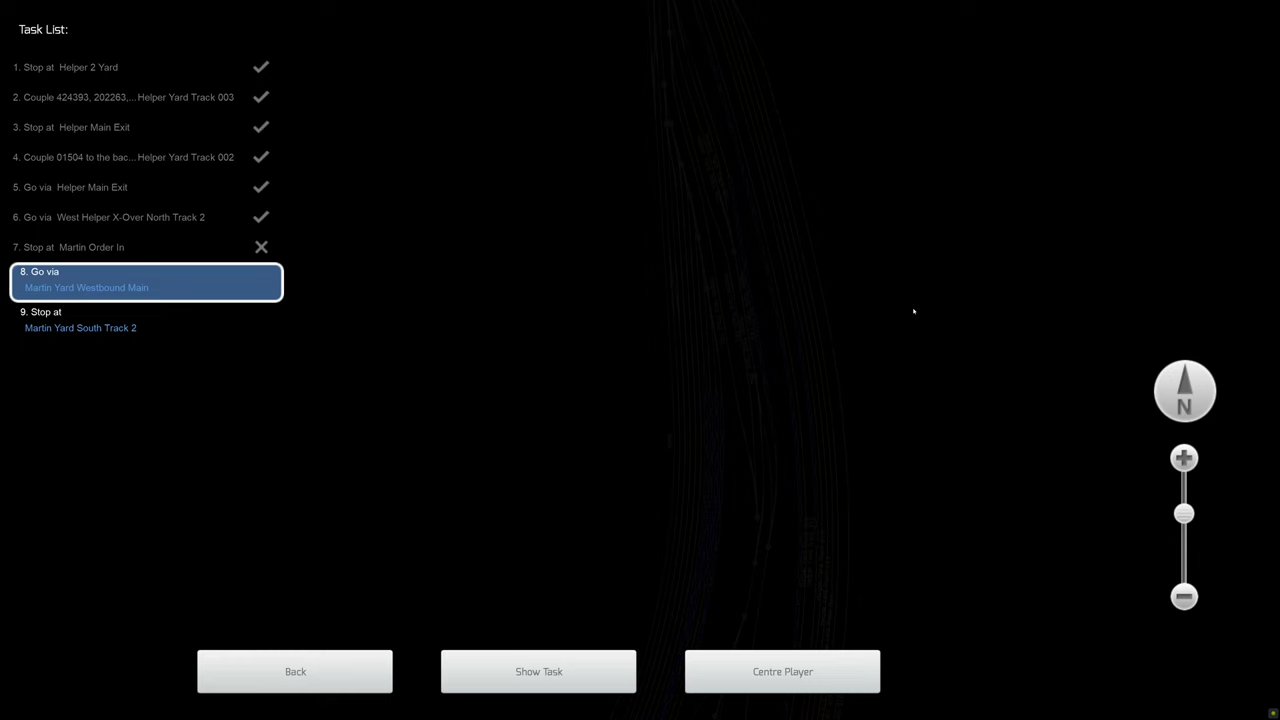 Task List:
1. Stop at Helper 2 Yard
2. Couple 424393, 202263,... Helper Yard Track 003
3. Stop at Helper Main Exit
4. Couple 01504 to the bac... Helper Yard Track 002
5. Go via Helper Main Exit
6. Go via West Helper X-Over North Track 2
7. Stop at Martin Order In
8. Go via
Martin Yard Westbound Main
9. Stop at
Martin Yard South Track 2
N
Back
Show Task
Centre Player